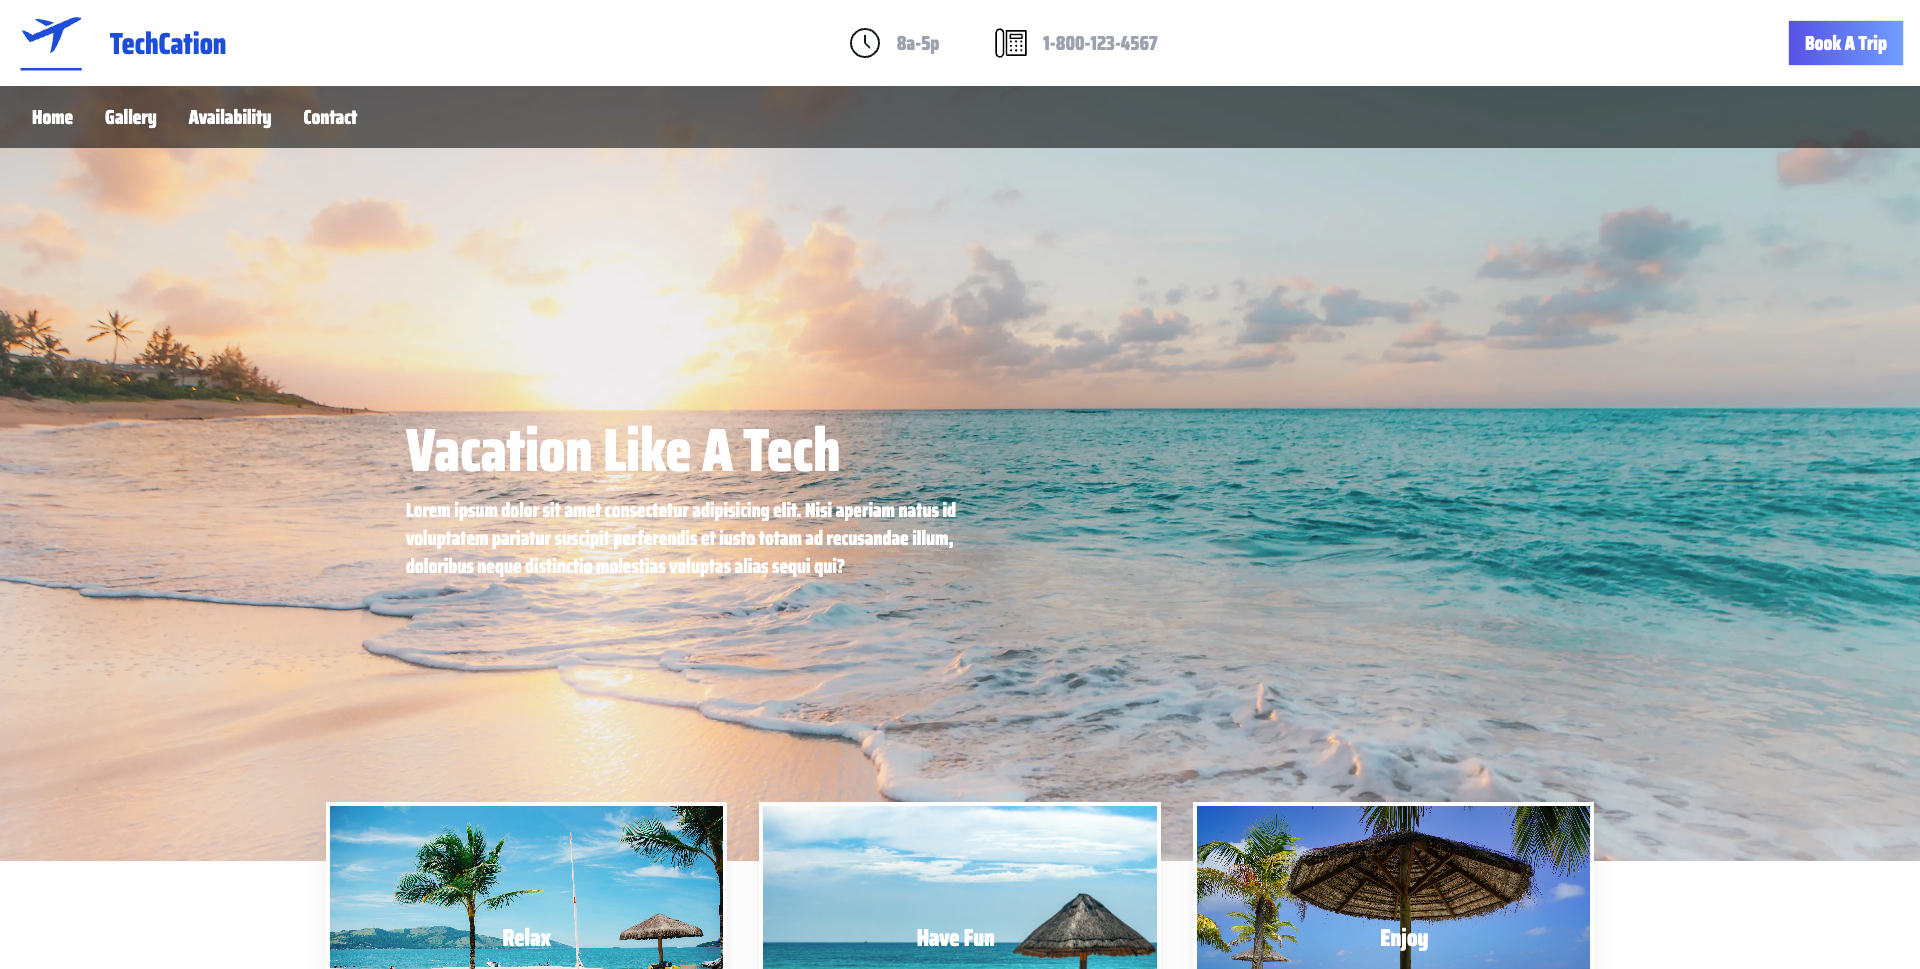 TechCation
8a-5p
1-800-123-4567
Book A Trip
Home
Gallery
Availability
Contact
Vacation Like A Tech
Lorem ipsum dolor sit amet consectetur adipisicing elit. Nisi aperiam natus id
voluptatem pariatur suscipit perferendis et iusto totam ad recusandae illum,
doloribus neque distinctio molestias voluptas alias sequi qui?
Relax
Have Fun
Enjoy